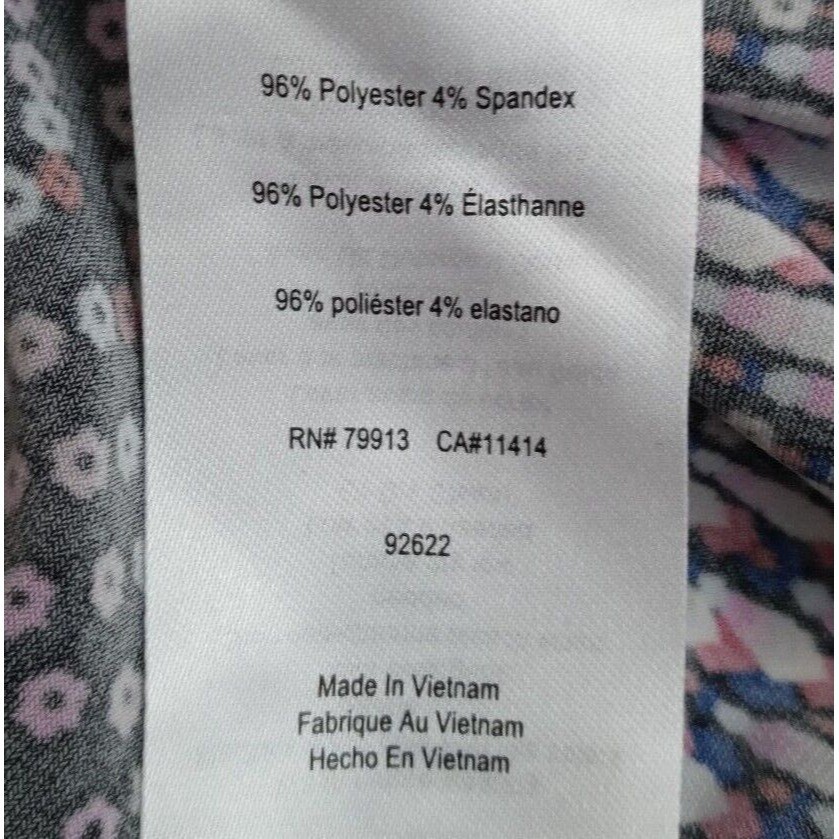 96% Polyester 4% Spandex
96% Polyester 4% Élasthanne
96% poliéster 4% elastano
RN# 79913 CA#11414
92622
Made In Vietnam
Fabrique Au Vietnam
Hecho En Vietnam